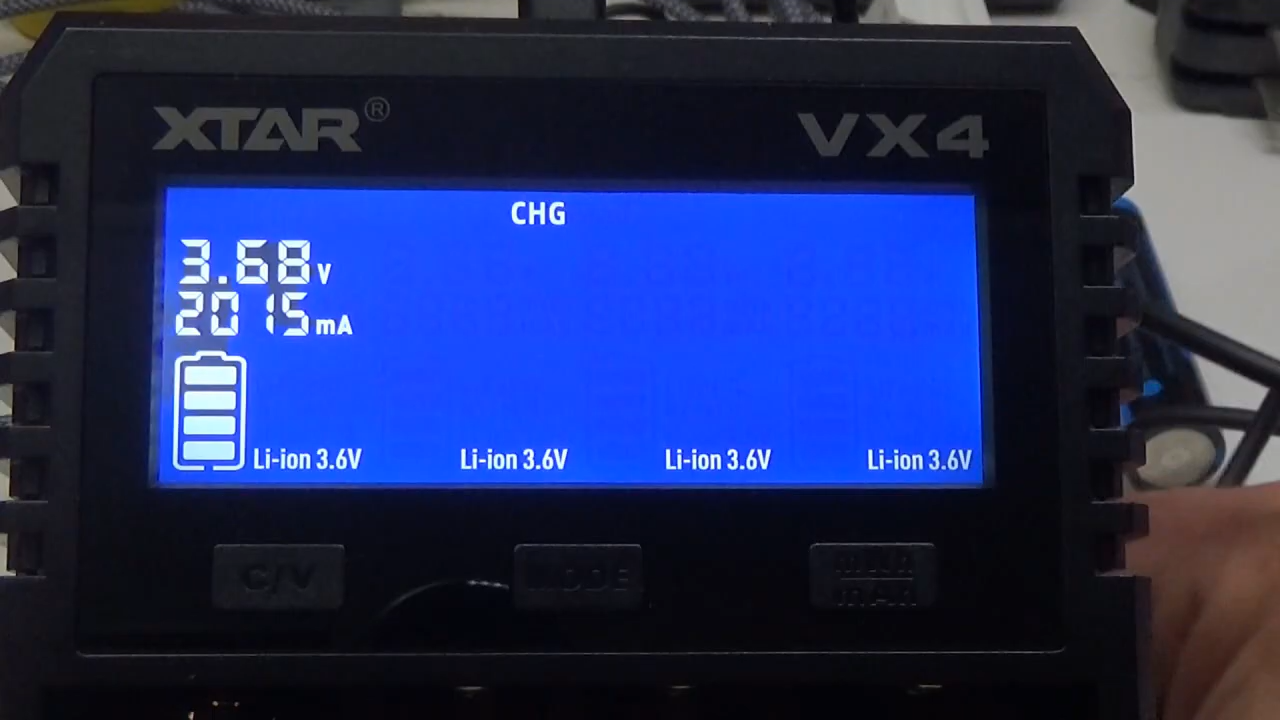 XTAR® VX4
CHG
3.68V
2015mA
Li-ion 3.6V Li-ion 3.6V Li-ion 3.6V Li-ion 3.6V
C/V MODE